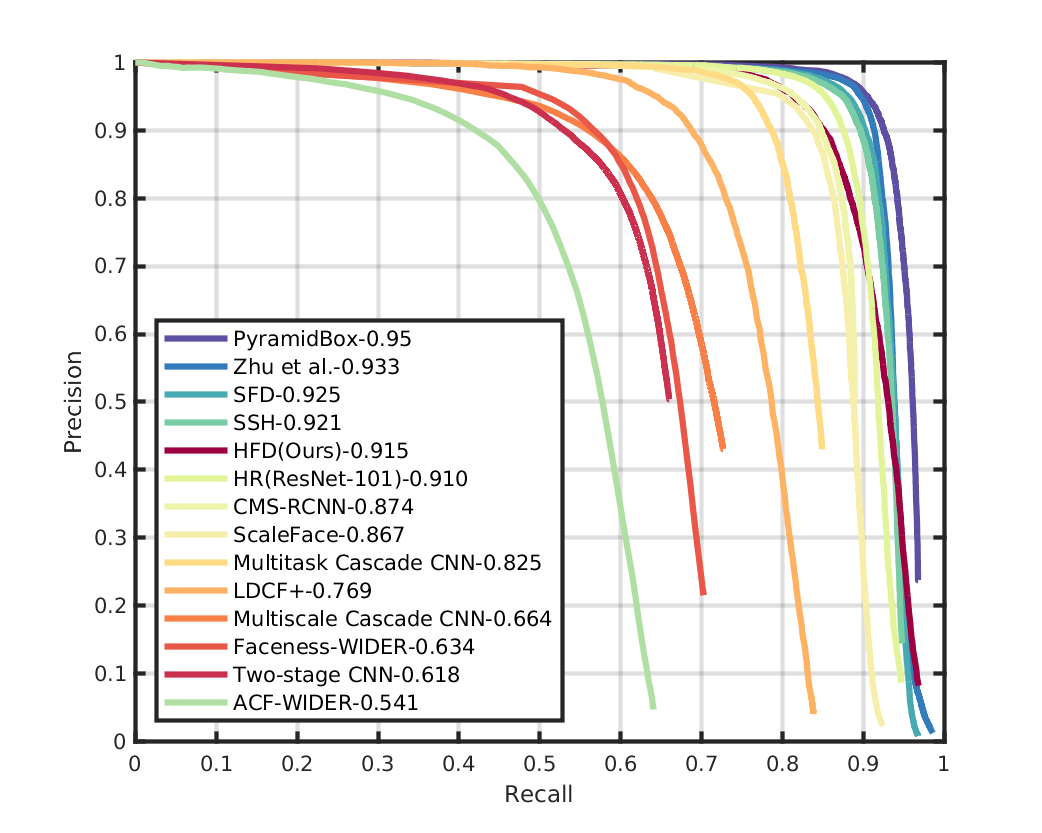 1
0.9
0.8
0.7
0.6
0.5
0.4
0.3
0.2
0.1
0
Precision
PyramidBox-0.95
Zhu et al.-0.933
SFD-0.925
SSH-0.921
HFD(Ours)-0.915
HR(ResNet-101)-0.910
CMS-RCNN-0.874
ScaleFace-0.867
Multitask Cascade CNN-0.825
LDCF+-0.769
Multiscale Cascade CNN-0.664
Faceness-WIDER-0.634
Two-stage CNN-0.618
ACF-WIDER-0.541
0 0.1 0.2 0.3 0.4 0.5 0.6 0.7 0.8 0.9 1
Recall